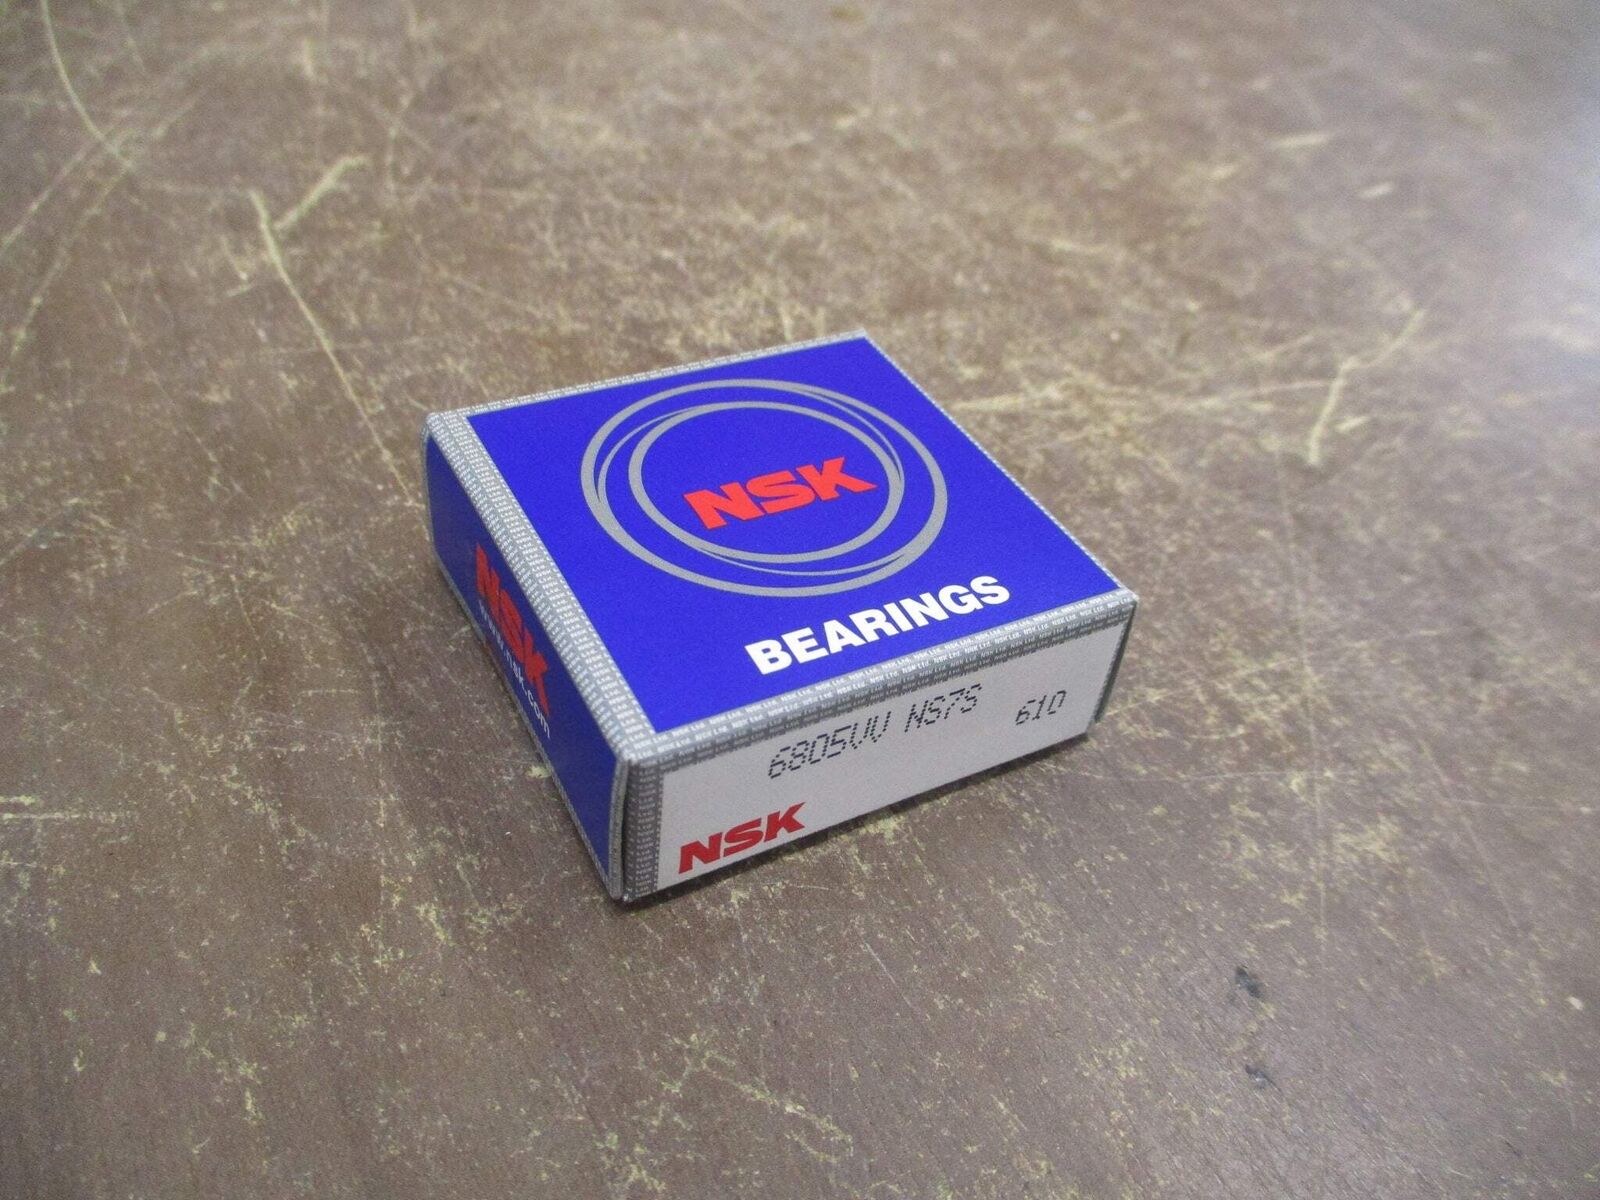 NSK
BEARINGS
6805VV NS7S 610
NSK
NSK
www.nsk.com